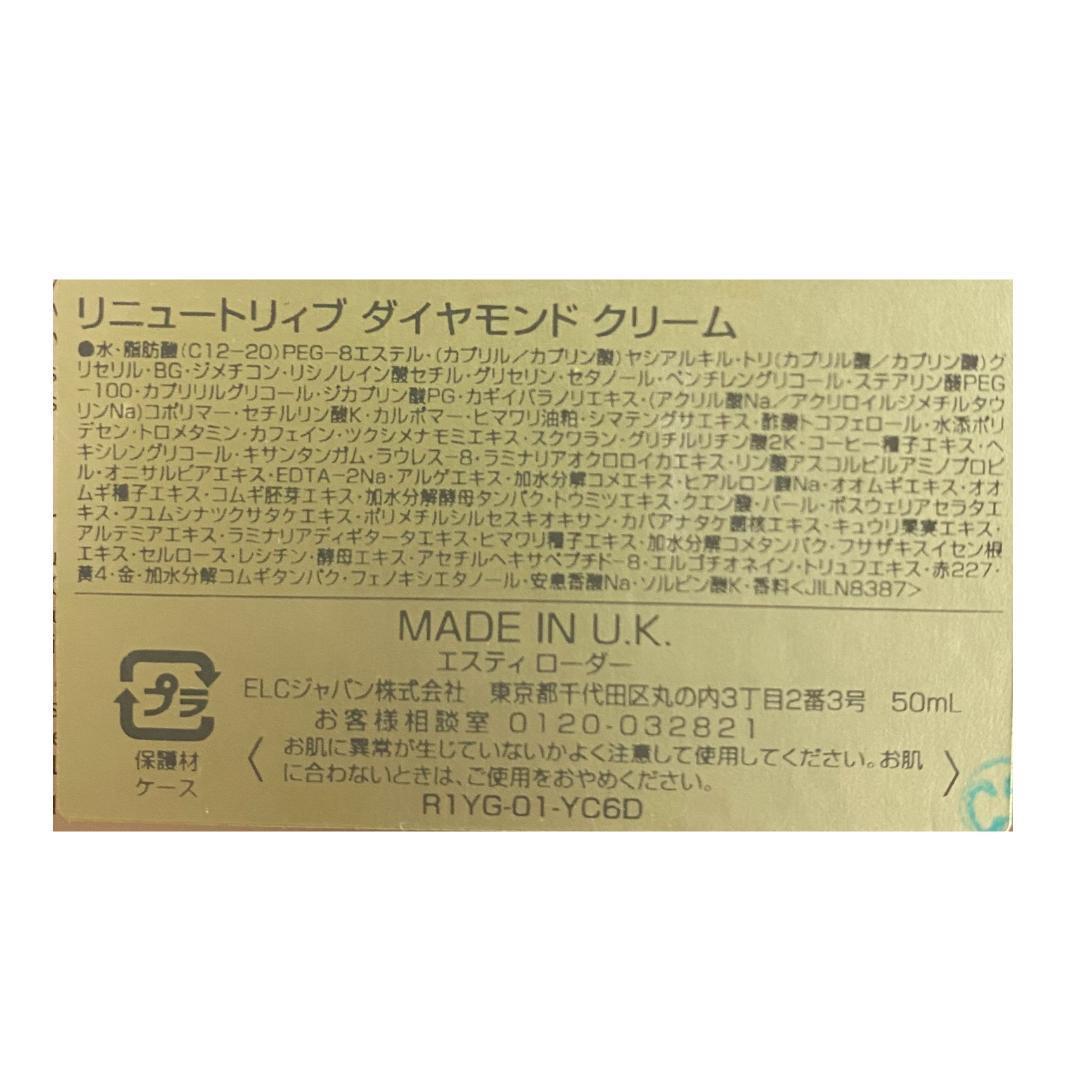 リニュートリィブ ダイヤモンド クリーム
●水・脂肪酸(C12-20)PEG-8エステル・(カプリル／カプリン酸)ヤシアルキル・トリ(カプリル酸／カプリン酸)グ
リセリル・BG・ジメチコン・リシノレイン酸セチル・グリセリン・セタノール・ペンチレングリコール・ステアリン酸PEG
-100・カプリリルグリコール・ジカプリン酸PG・カギイバラノリエキス・(アクリル酸Na／アクリロイルジメチルタウ
リンNa)コポリマー・セチルリン酸K・カルボマー・ヒマワリ油粕・シマテングサエキス・酢酸トコフェロール・水添ポリ
デセン・トロメタミン・カフェイン・ツクシメナモミエキス・スクワラン・グリチルリチン酸2K・コーヒー種子エキス・ヘ
キシレングリコール・キサンタンガム・ラウレス-8・ラミナリアオクロロイカエキス・リン酸アスコルビルアミノプロピ
ル・オニサルビアエキス・EDTA-2Na・アルゲエキス・加水分解コメエキス・ヒアルロン酸Na・オオムギエキス・オオ
ムギ種子エキス・コムギ胚芽エキス・加水分解酵母タンパク・トウミツエキス・クエン酸・パール・ボスウェリアセラタエ
キス・フユムシナツクサタケエキス・ポリメチルシルセスキオキサン・カバアナタケ菌核エキス・キュウリ果実エキス・
アルテミアエキス・ラミナリアディギタータエキス・ヒマワリ種子エキス・加水分解コメタンパク・フサザキスイセン根
エキス・セルロース・レシチン・酵母エキス・アセチルヘキサペプチド-8・エルゴチオネイン・トリュフエキス・赤227・
黄4・金・加水分解コムギタンパク・フェノキシエタノール・安息香酸Na・ソルビン酸K・香料<JILN8387>
MADE IN U.K.
エスティ ローダー
ELCジャパン株式会社 東京都千代田区丸の内3丁目2番3号 50mL
お客様相談室 0120-032821
プラ
保護材
ケース
〈お肌に異常が生じていないかよく注意して使用してください。お肌
に合わないときは、ご使用をおやめください。〉
R1YG-01-YC6D